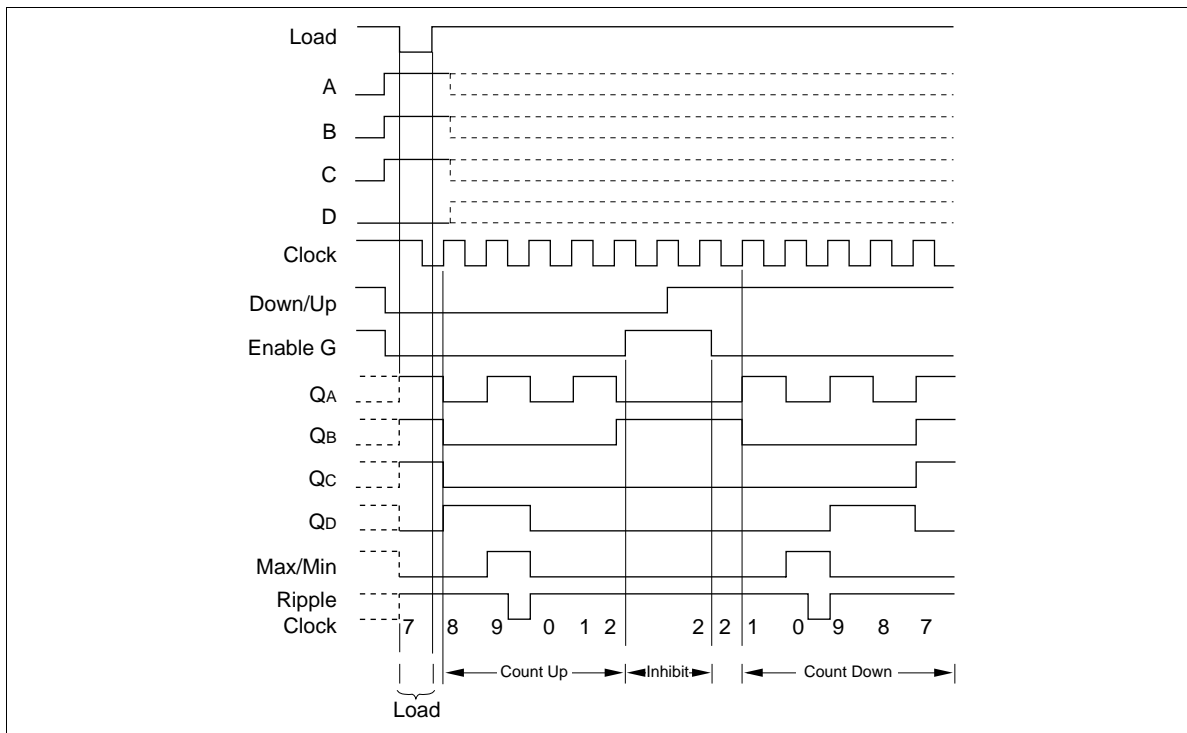 Load
A
B
C
D
Clock
Down/Up
Enable G
QA
QB
QC
QD
Max/Min
Ripple
Clock
7 8 9 0 1 2 2 2 1 0 9 8 7
Count Up Inhibit Count Down
Load